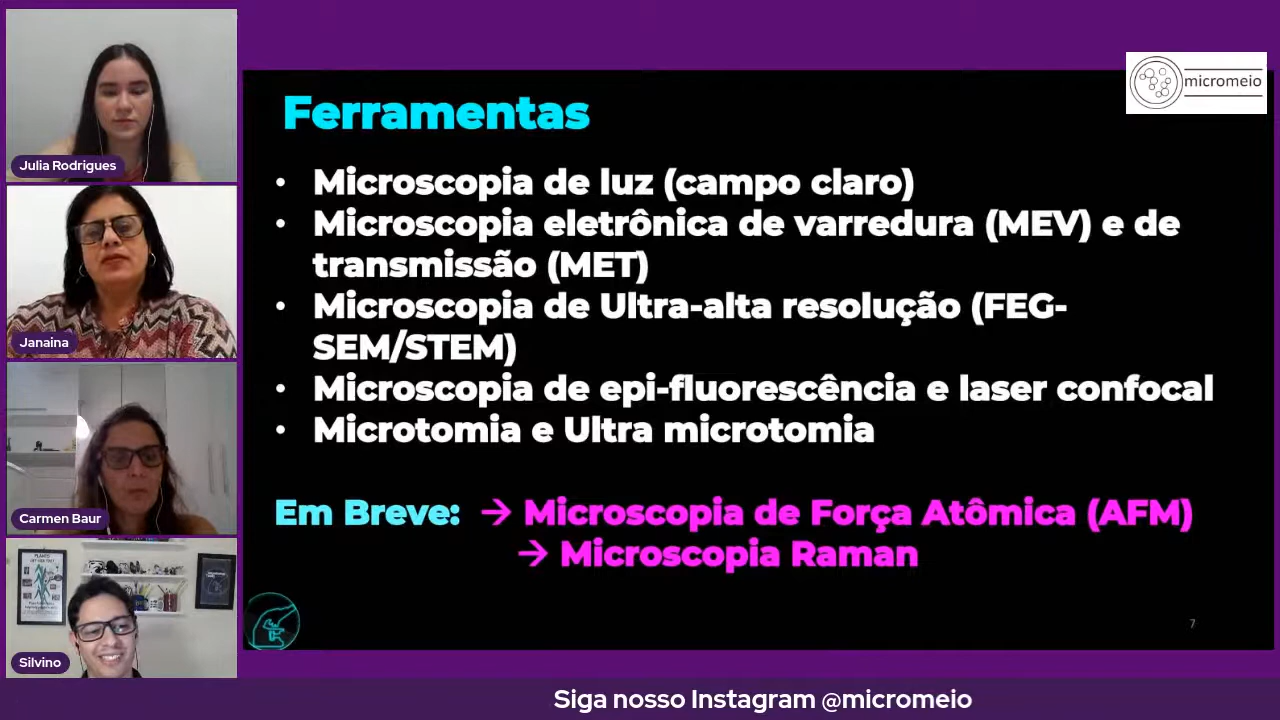 Julia Rodrigues
Janaina
Carmen Baur
Silvino
micromeio
Ferramentas
• Microscopia de luz (campo claro)
• Microscopia eletrônica de varredura (MEV) e de
transmissão (MET)
• Microscopia de Ultra-alta resolução (FEG-
SEM/STEM)
• Microscopia de epi-fluorescência e laser confocal
• Microtomia e Ultra microtomia
Em Breve: → Microscopia de Força Atômica (AFM)
→ Microscopia Raman
7
Siga nosso Instagram @micromeio